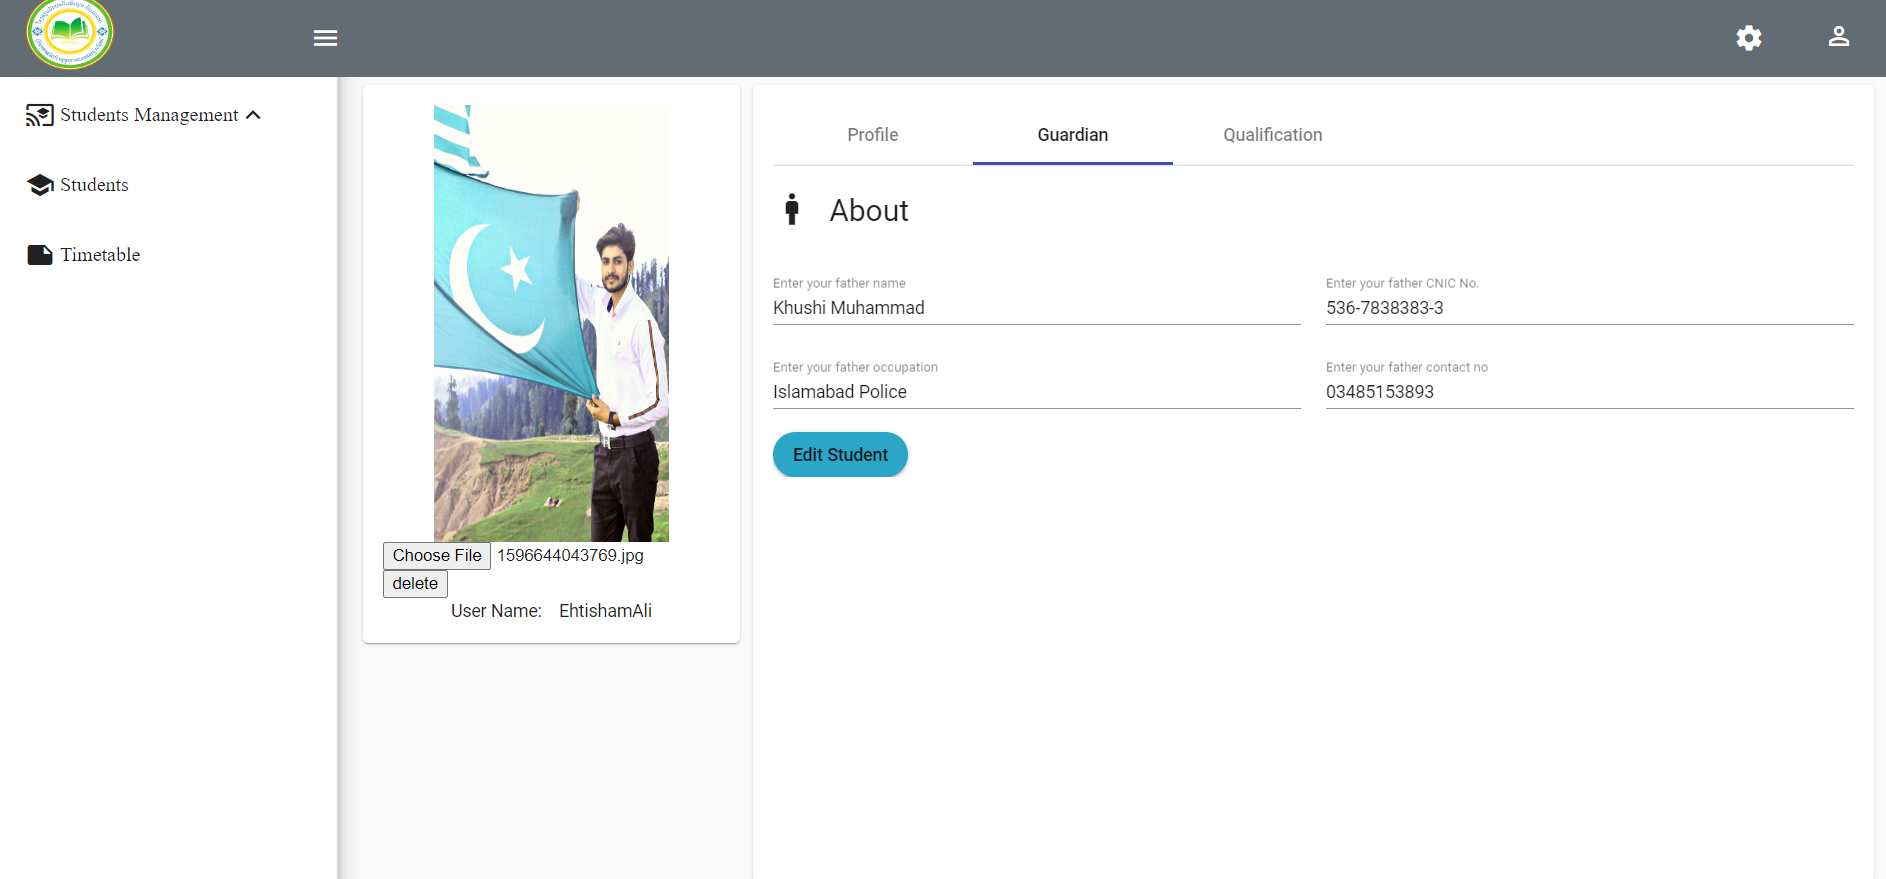 Students Management
Students
Timetable
Choose File 1596644043769.jpg
delete
User Name: EhtishamAli
Profile Guardian Qualification
About
Enter your father name
Khushi Muhammad
Enter your father CNIC No.
536-7838383-3
Enter your father occupation
Islamabad Police
Enter your father contact no
03485153893
Edit Student